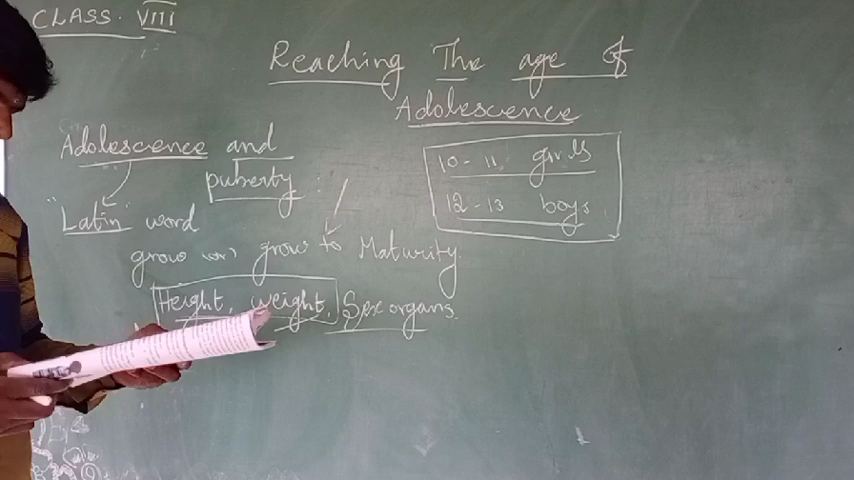 CLASS. VIII
Reaching The age of
Adolescence
Adolescence and
puberty :
10 - 11 girls
12 - 13 boys
"Latin" word
grow or grow to Maturity.
Height, weight, Sex organs.